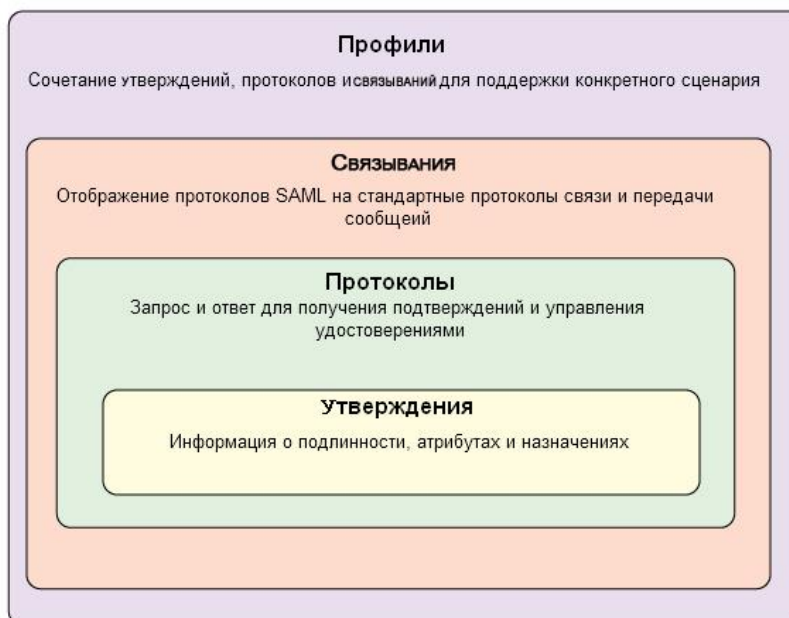 Профили
Сочетание утверждений, протоколов исвязываний для поддержки конкретного сценария
Связывания
Отображение протоколов SAML на стандартные протоколы связи и передачи
сообщеий
Протоколы
Запрос и ответ для получения подтверждений и управления
удостоверениями
Утверждения
Информация о подлинности, атрибутах и назначениях